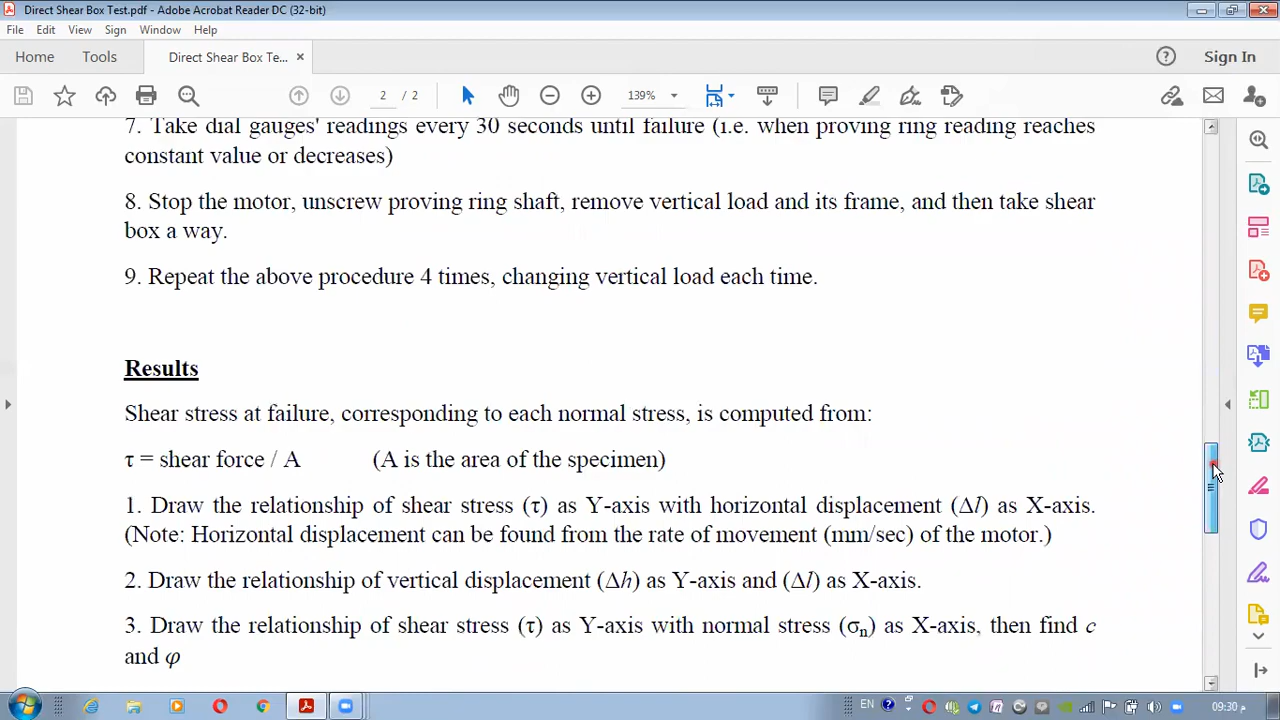 Direct Shear Box Test.pdf - Adobe Acrobat Reader DC (32-bit)
File Edit View Sign Window Help
Home Tools Direct Shear Box Te... × Sign In
2 / 2 139%
7. Take dial gauges' readings every 30 seconds until failure (i.e. when proving ring reading reaches
constant value or decreases)
8. Stop the motor, unscrew proving ring shaft, remove vertical load and its frame, and then take shear
box a way.
9. Repeat the above procedure 4 times, changing vertical load each time.
Results
Shear stress at failure, corresponding to each normal stress, is computed from:
τ = shear force / A (A is the area of the specimen)
1. Draw the relationship of shear stress (τ) as Y-axis with horizontal displacement (Δl) as X-axis.
(Note: Horizontal displacement can be found from the rate of movement (mm/sec) of the motor.)
2. Draw the relationship of vertical displacement (Δh) as Y-axis and (Δl) as X-axis.
3. Draw the relationship of shear stress (τ) as Y-axis with normal stress (σn) as X-axis, then find c
and φ
EN 09:30 م